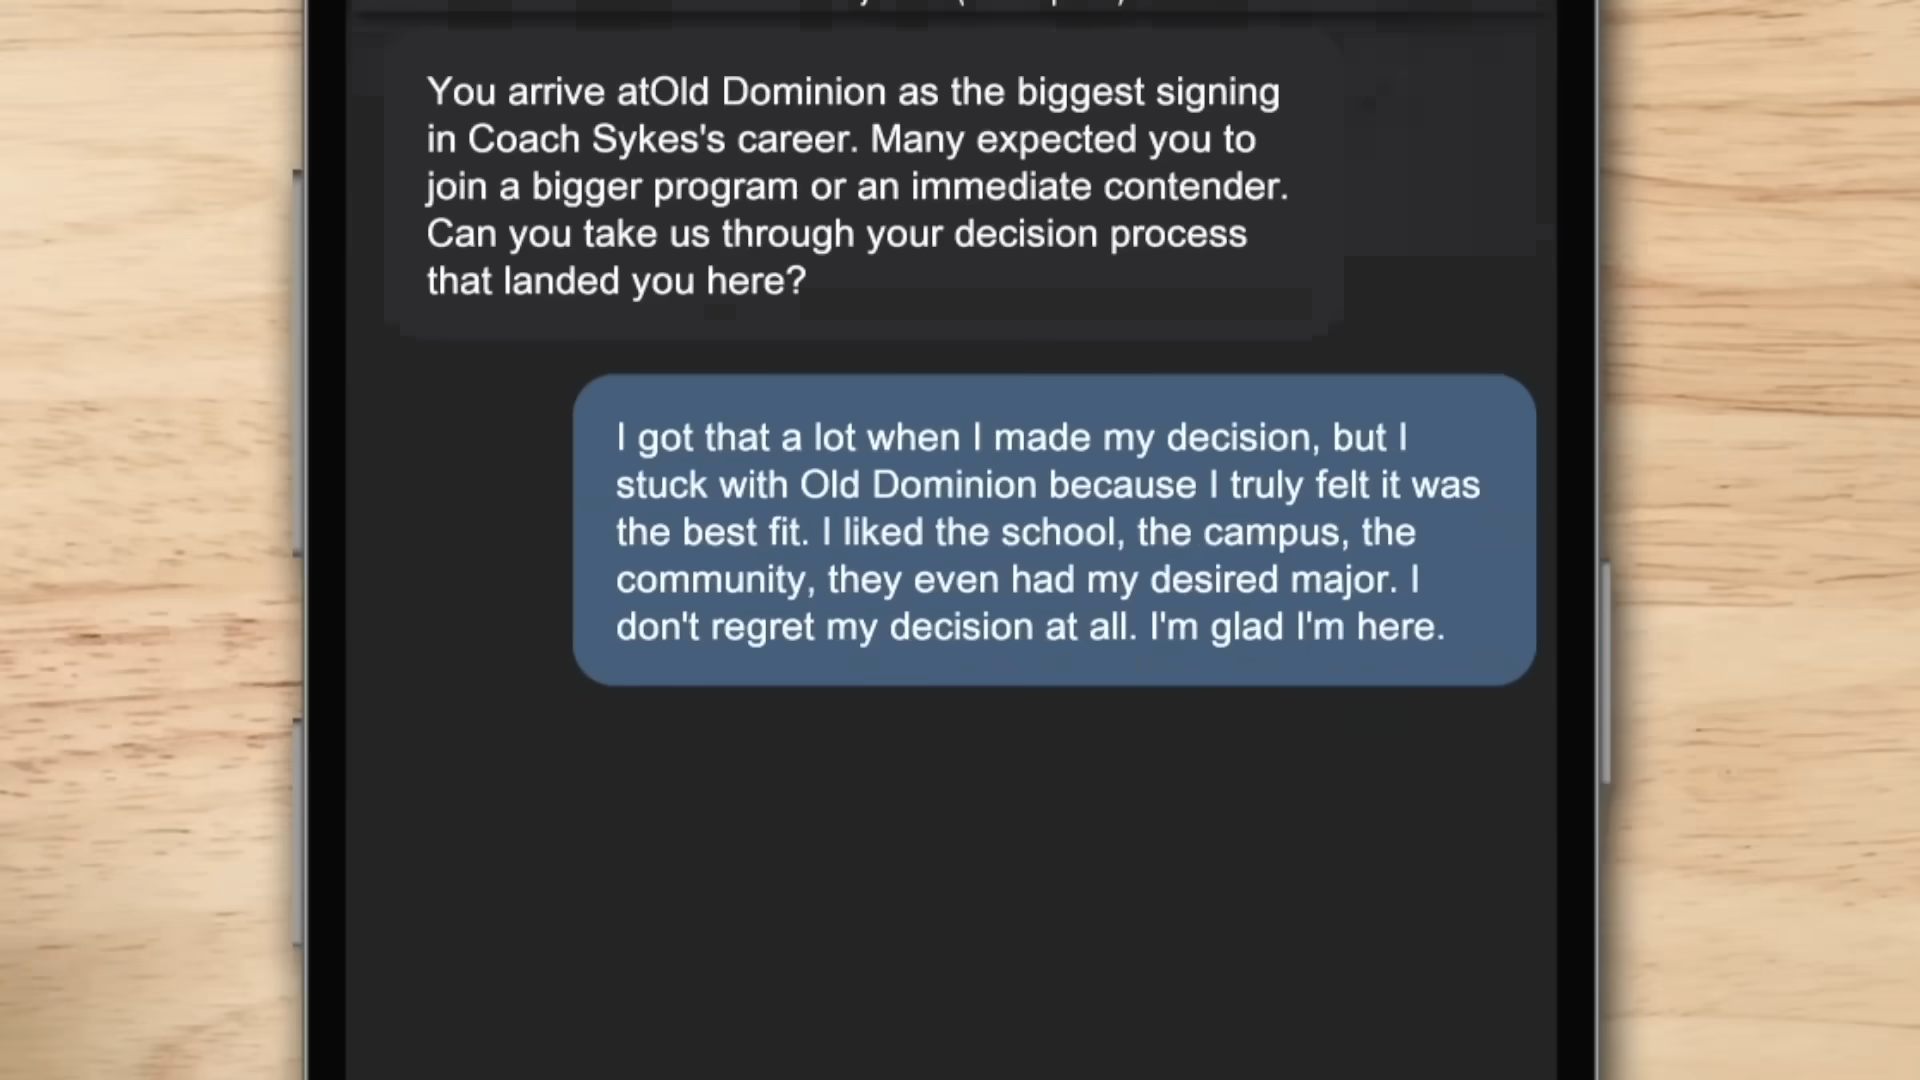 You arrive atOld Dominion as the biggest signing
in Coach Sykes's career. Many expected you to
join a bigger program or an immediate contender.
Can you take us through your decision process
that landed you here?
I got that a lot when I made my decision, but I
stuck with Old Dominion because I truly felt it was
the best fit. I liked the school, the campus, the
community, they even had my desired major. I
don't regret my decision at all. I'm glad I'm here.